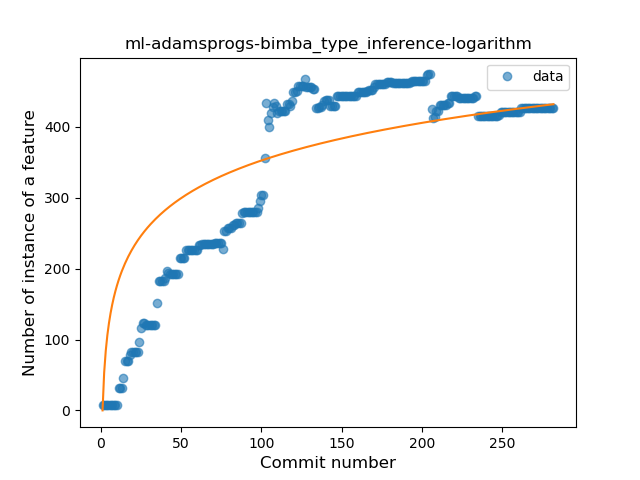 ml-adamsprogs-bimba_type_inference-logarithm
data
Number of instance of a feature
400
300
200
100
0
0 50 100 150 200 250
Commit number